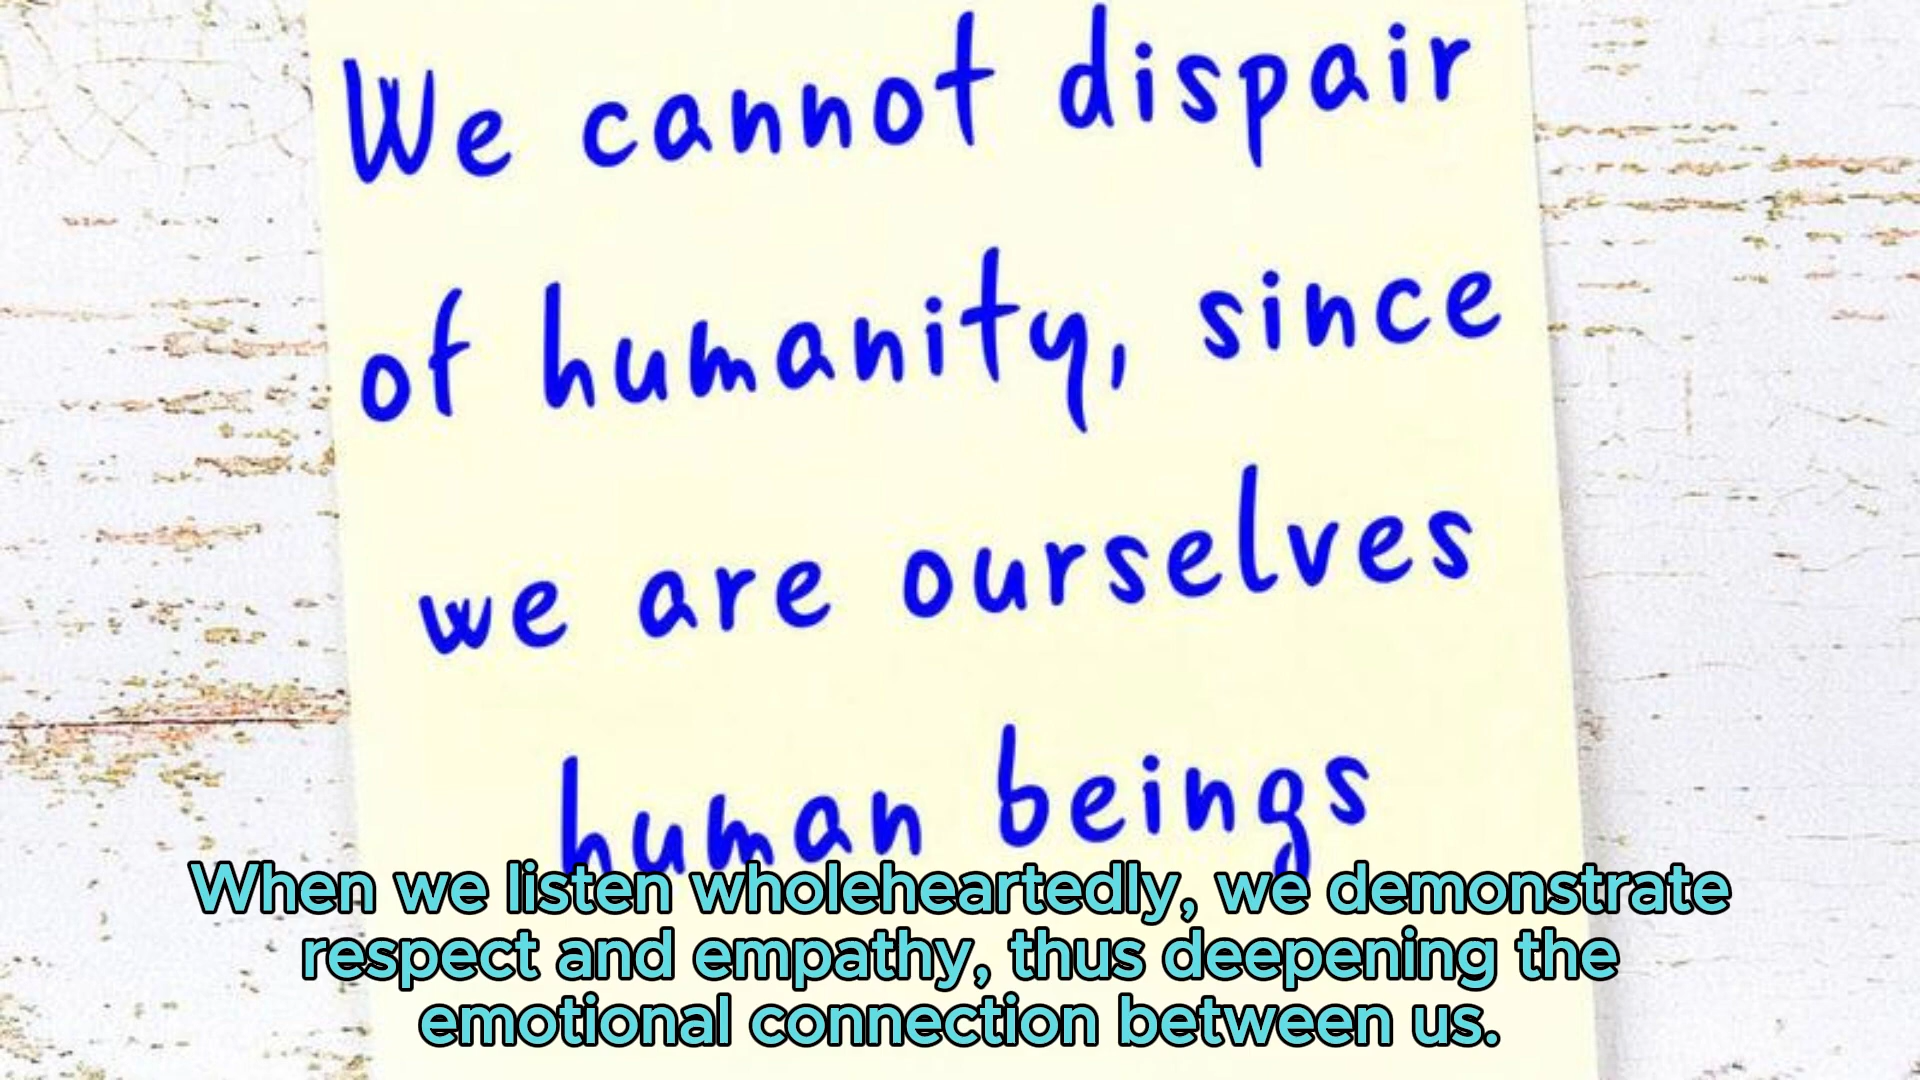 We cannot dispair
of humanity, since
we are ourselves
human beings
When we listen wholeheartedly, we demonstrate
respect and empathy, thus deepening the
emotional connection between us.